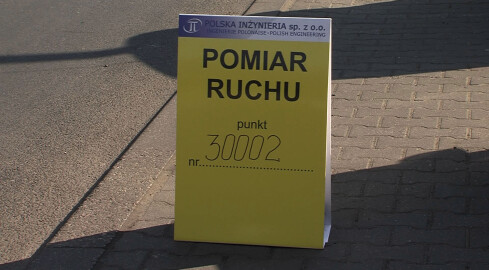 POLSKA INŻYNIERIA sp. z o.o.
POMIAR
RUCHU
punkt
nr. 30002